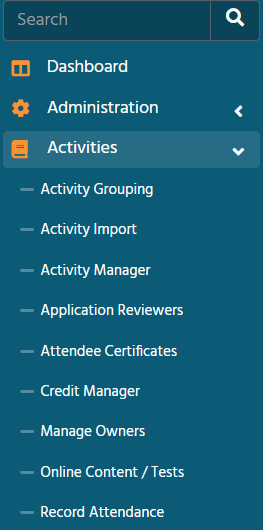 Search
Dashboard
Administration
Activities
Activity Grouping
Activity Import
Activity Manager
Application Reviewers
Attendee Certificates
Credit Manager
Manage Owners
Online Content / Tests
Record Attendance